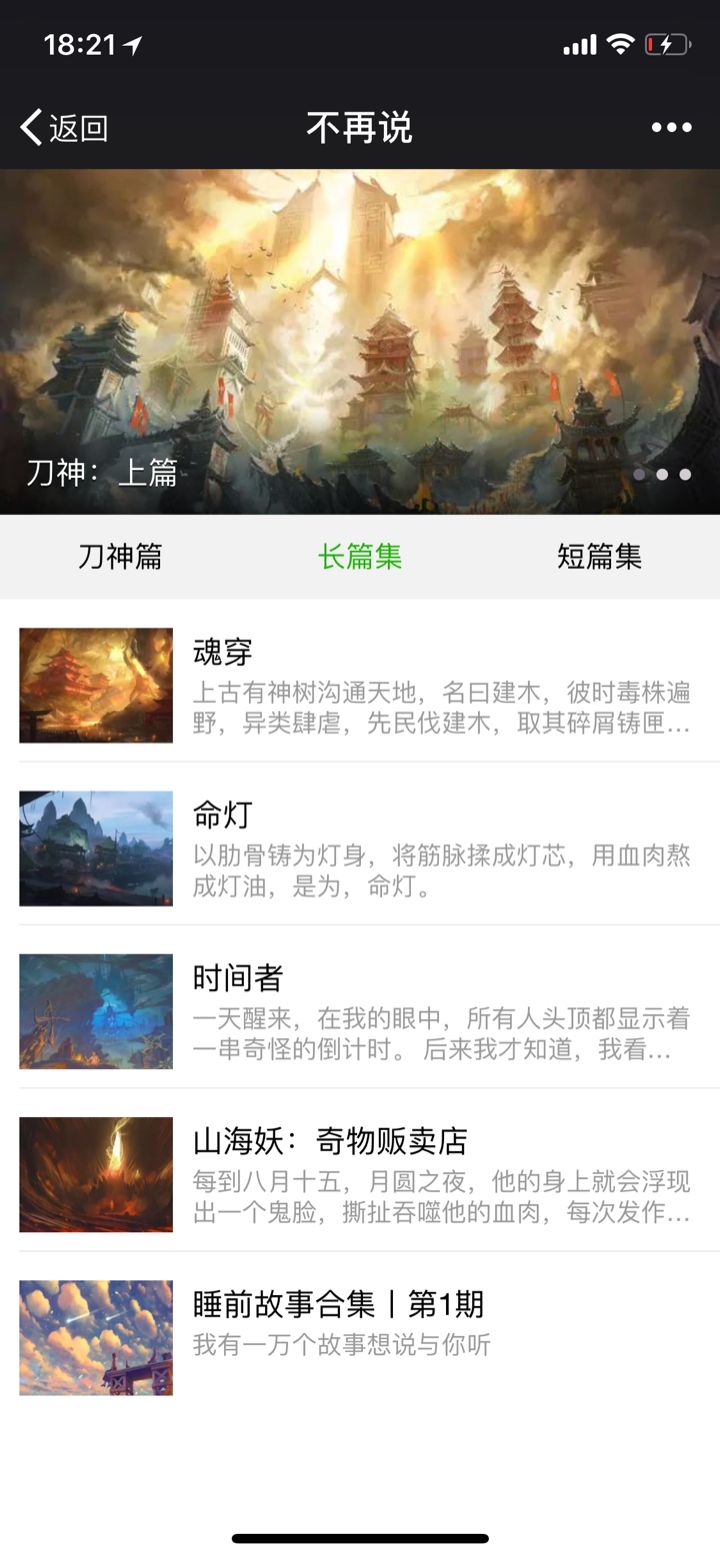 18:21
返回
不再说
刀神：上篇
刀神篇
长篇集
短篇集
魂穿
上古有神树沟通天地，名曰建木，彼时毒株遍
野，异类肆虐，先民伐建木，取其碎屑铸匣...
命灯
以肋骨铸为灯身，将筋脉揉成灯芯，用血肉熬
成灯油，是为，命灯。
时间者
一天醒来，在我的眼中，所有人头顶都显示着
一串奇怪的倒计时。 后来我才知道，我看...
山海妖：奇物贩卖店
每到八月十五，月圆之夜，他的身上就会浮现
出一个鬼脸，撕扯吞噬他的血肉，每次发作...
睡前故事合集丨第1期
我有一万个故事想说与你听